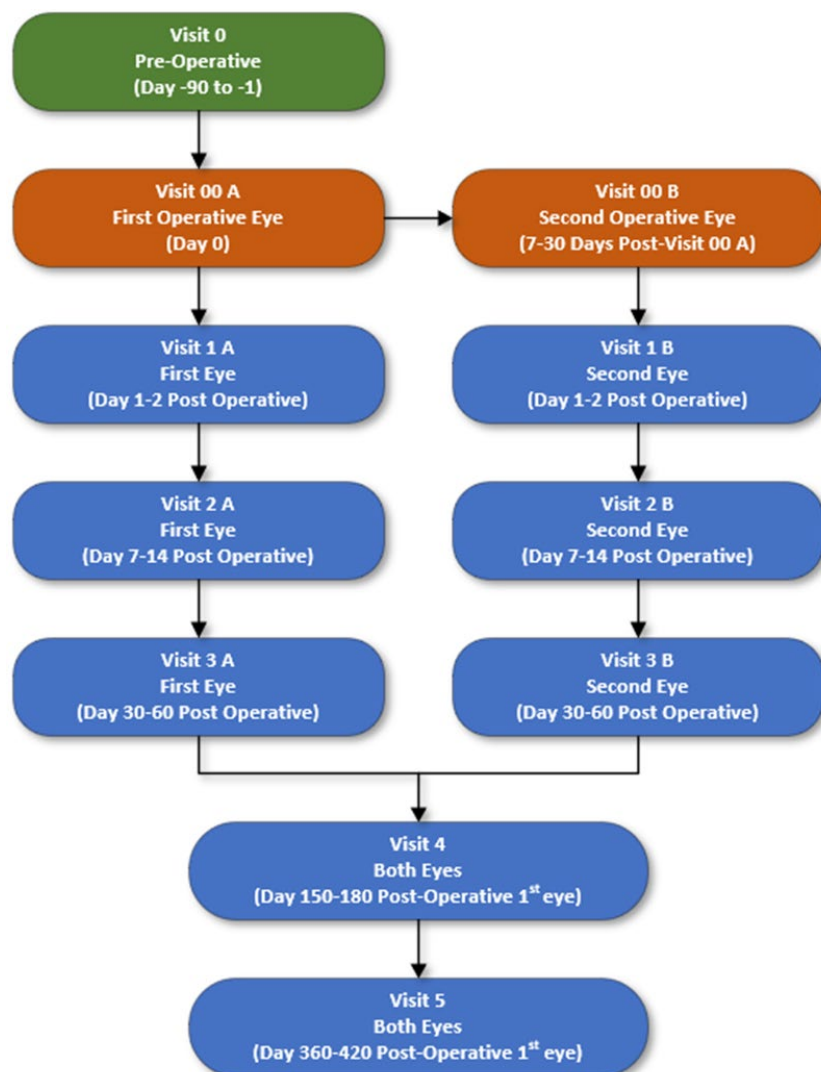 Visit 0
Pre-Operative
(Day -90 to -1)
Visit 00 A
First Operative Eye
(Day 0)
Visit 00 B
Second Operative Eye
(7-30 Days Post-Visit 00 A)
Visit 1 A
First Eye
(Day 1-2 Post Operative)
Visit 1 B
Second Eye
(Day 1-2 Post Operative)
Visit 2 A
First Eye
(Day 7-14 Post Operative)
Visit 2 B
Second Eye
(Day 7-14 Post Operative)
Visit 3 A
First Eye
(Day 30-60 Post Operative)
Visit 3 B
Second Eye
(Day 30-60 Post Operative)
Visit 4
Both Eyes
(Day 150-180 Post-Operative 1st eye)
Visit 5
Both Eyes
(Day 360-420 Post-Operative 1st eye)